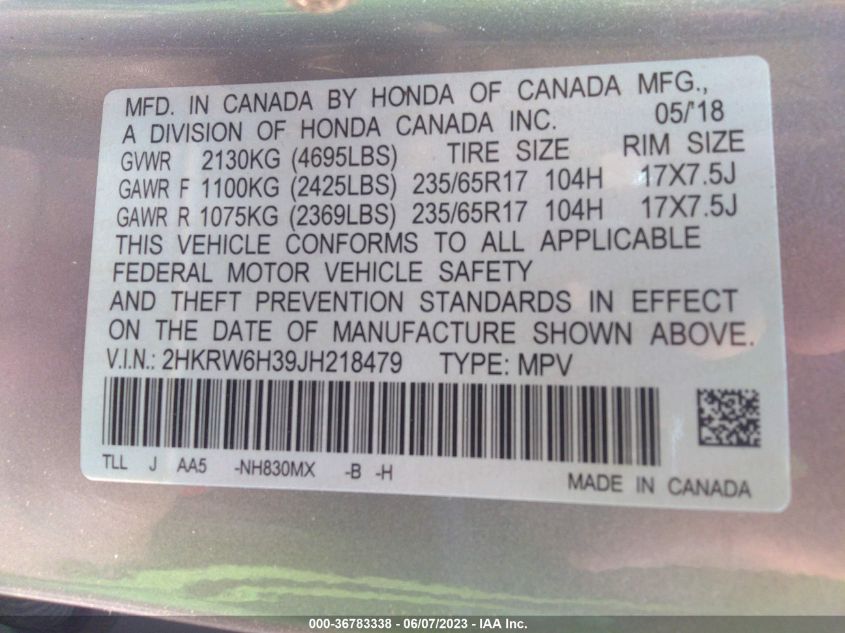 MFD. IN CANADA BY HONDA OF CANADA MFG.,
A DIVISION OF HONDA CANADA INC. 05/'18
GVWR 2130KG (4695LBS) TIRE SIZE RIM SIZE
GAWR F 1100KG (2425LBS) 235/65R17 104H 17X7.5J
GAWR R 1075KG (2369LBS) 235/65R17 104H 17X7.5J
THIS VEHICLE CONFORMS TO ALL APPLICABLE
FEDERAL MOTOR VEHICLE SAFETY
AND THEFT PREVENTION STANDARDS IN EFFECT
ON THE DATE OF MANUFACTURE SHOWN ABOVE.
V.I.N.: 2HKRW6H39JH218479 TYPE: MPV
TLL J AA5 -NH830MX -B -H
MADE IN CANADA
000-36783338 - 06/07/2023 - IAA Inc.